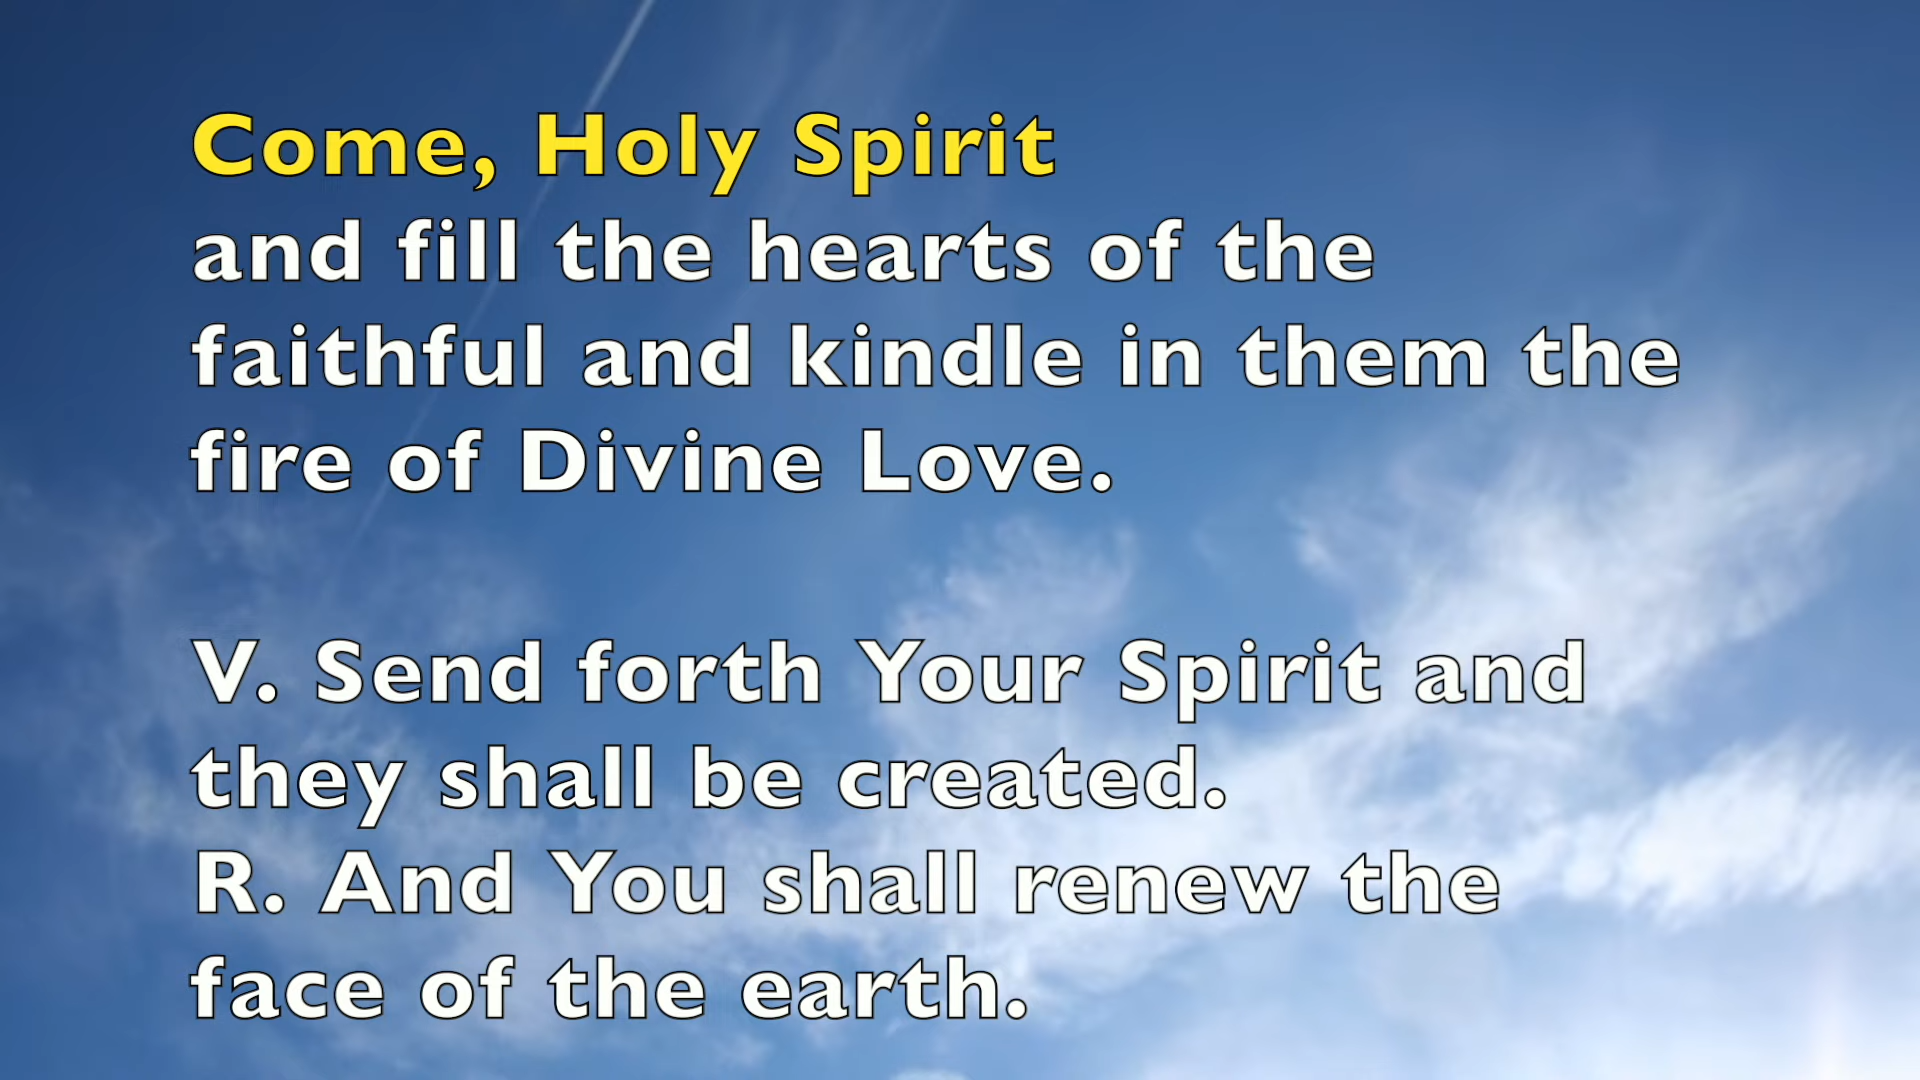 Come, Holy Spirit
and fill the hearts of the
faithful and kindle in them the
fire of Divine Love.
V. Send forth Your Spirit and
they shall be created.
R. And You shall renew the
face of the earth.